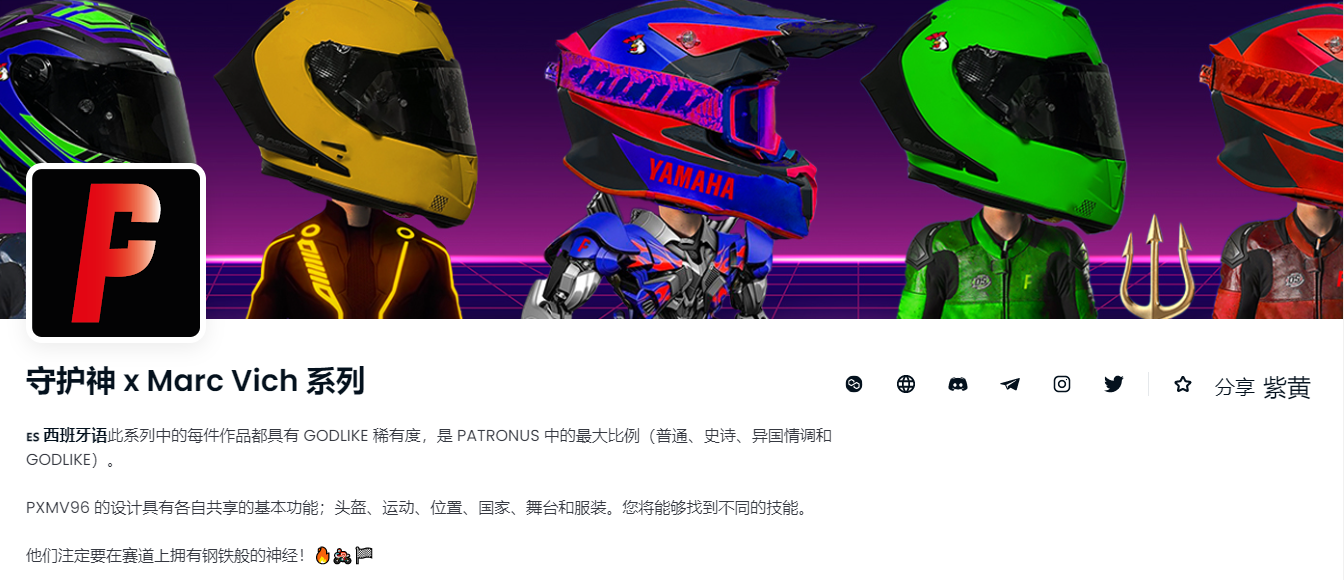 YAMAHA
守护神 x Marc Vich 系列
分享 紫黄
ES 西班牙语此系列中的每件作品都具有 GODLIKE 稀有度，是 PATRONUS 中的最大比例（普通、史诗、异国情调和
GODLIKE）。
PXMV96 的设计具有各自共享的基本功能；头盔、运动、位置、国家、舞台和服装。您将能够找到不同的技能。
他们注定要在赛道上拥有钢铁般的神经！🔥🏍️🏁